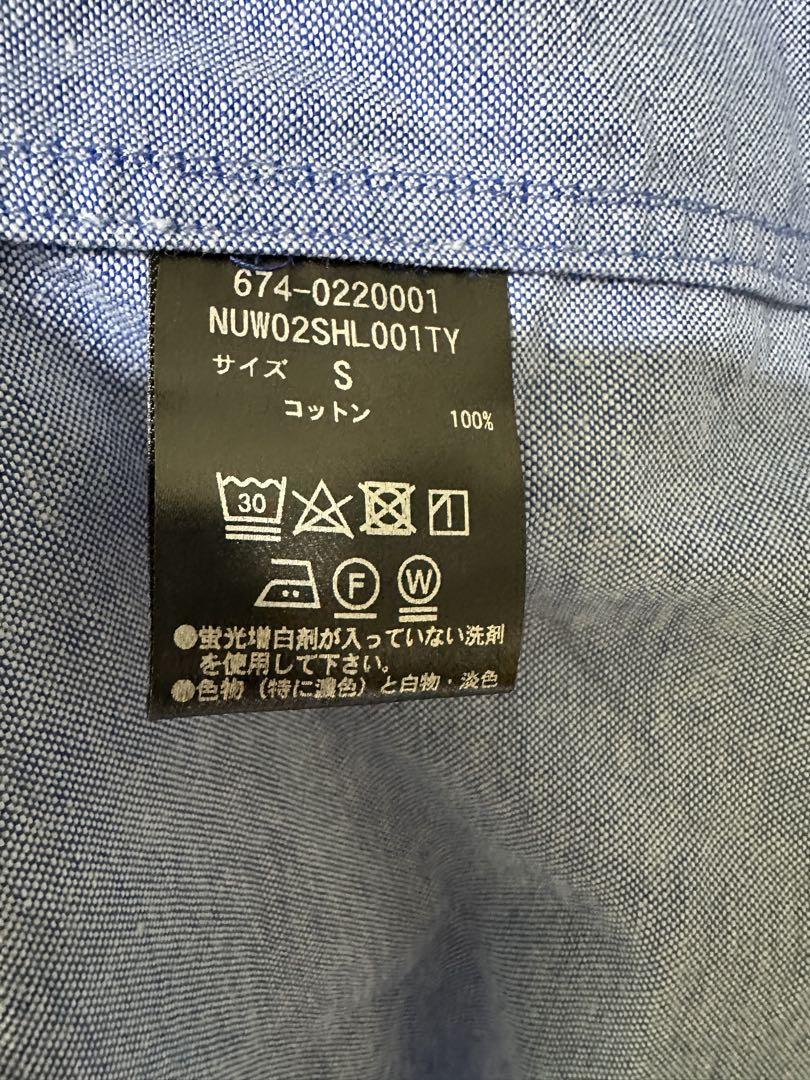 674-0220001
NUW02SHL001TY
サイズ S
コットン 100%
30
F W
●蛍光増白剤が入っていない洗剤
を使用して下さい。
●色物（特に濃色）と白物・淡色